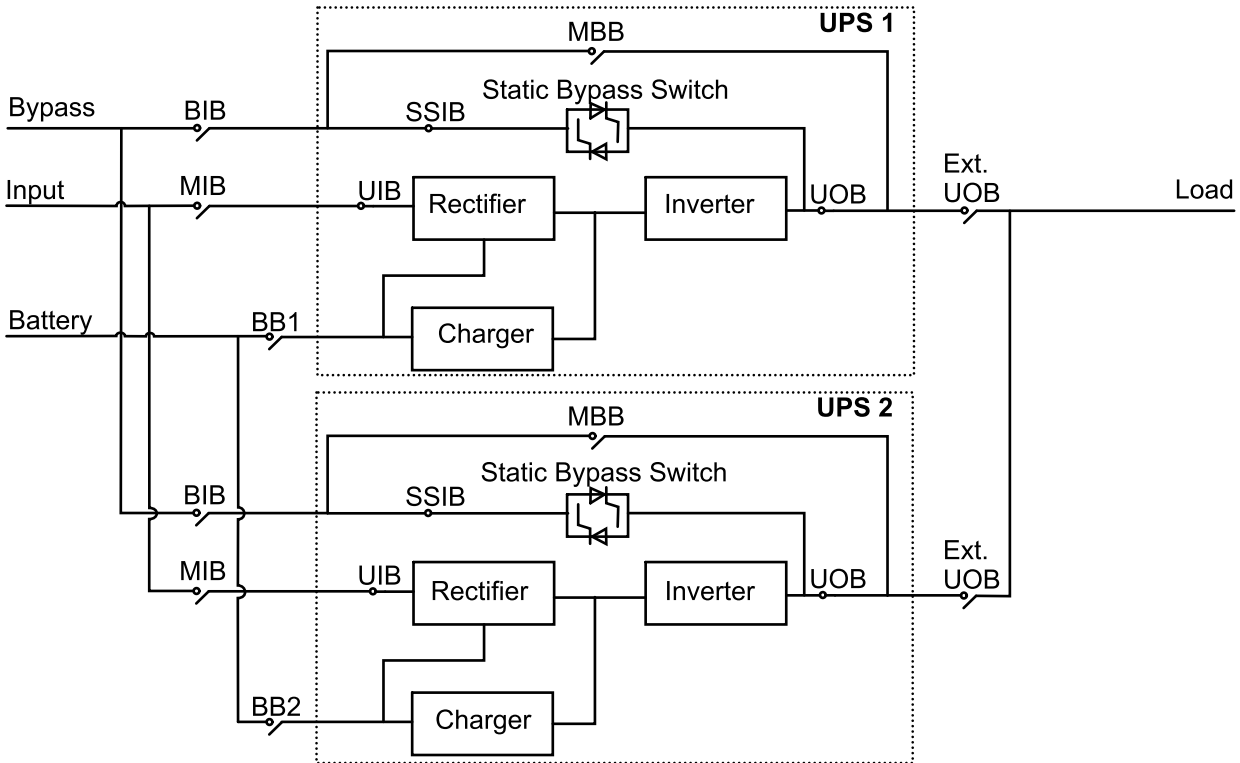 UPS 1
MBB
Static Bypass Switch
Bypass
BIB
SSIB
Input
MIB
UIB
Rectifier
Inverter
UOB
Ext.
UOB
Load
Battery
BB1
Charger
UPS 2
MBB
Static Bypass Switch
BIB
SSIB
MIB
UIB
Rectifier
Inverter
UOB
Ext.
UOB
BB2
Charger